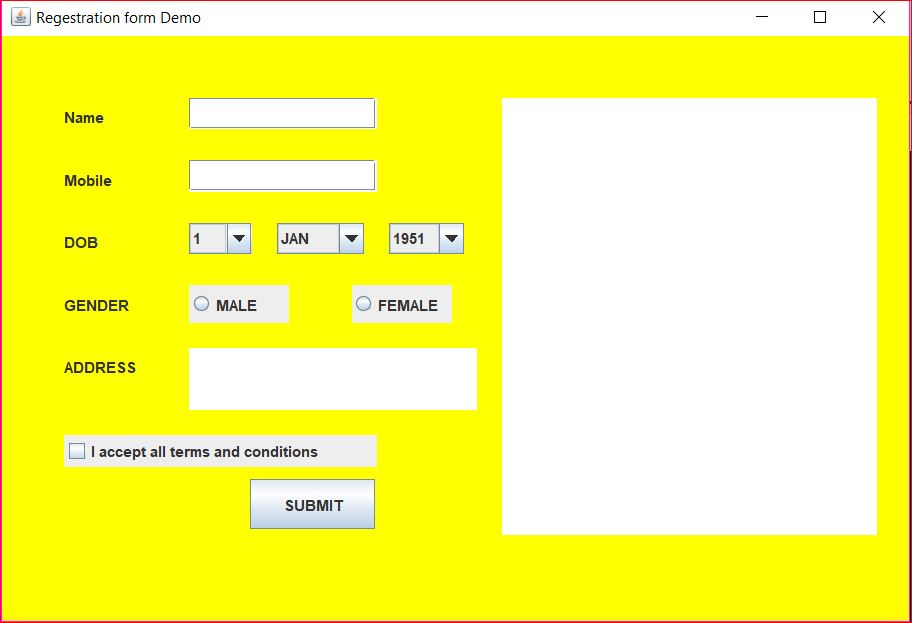 Regestration form Demo
Name
Mobile
DOB 1 JAN 1951
GENDER MALE FEMALE
ADDRESS
I accept all terms and conditions
SUBMIT